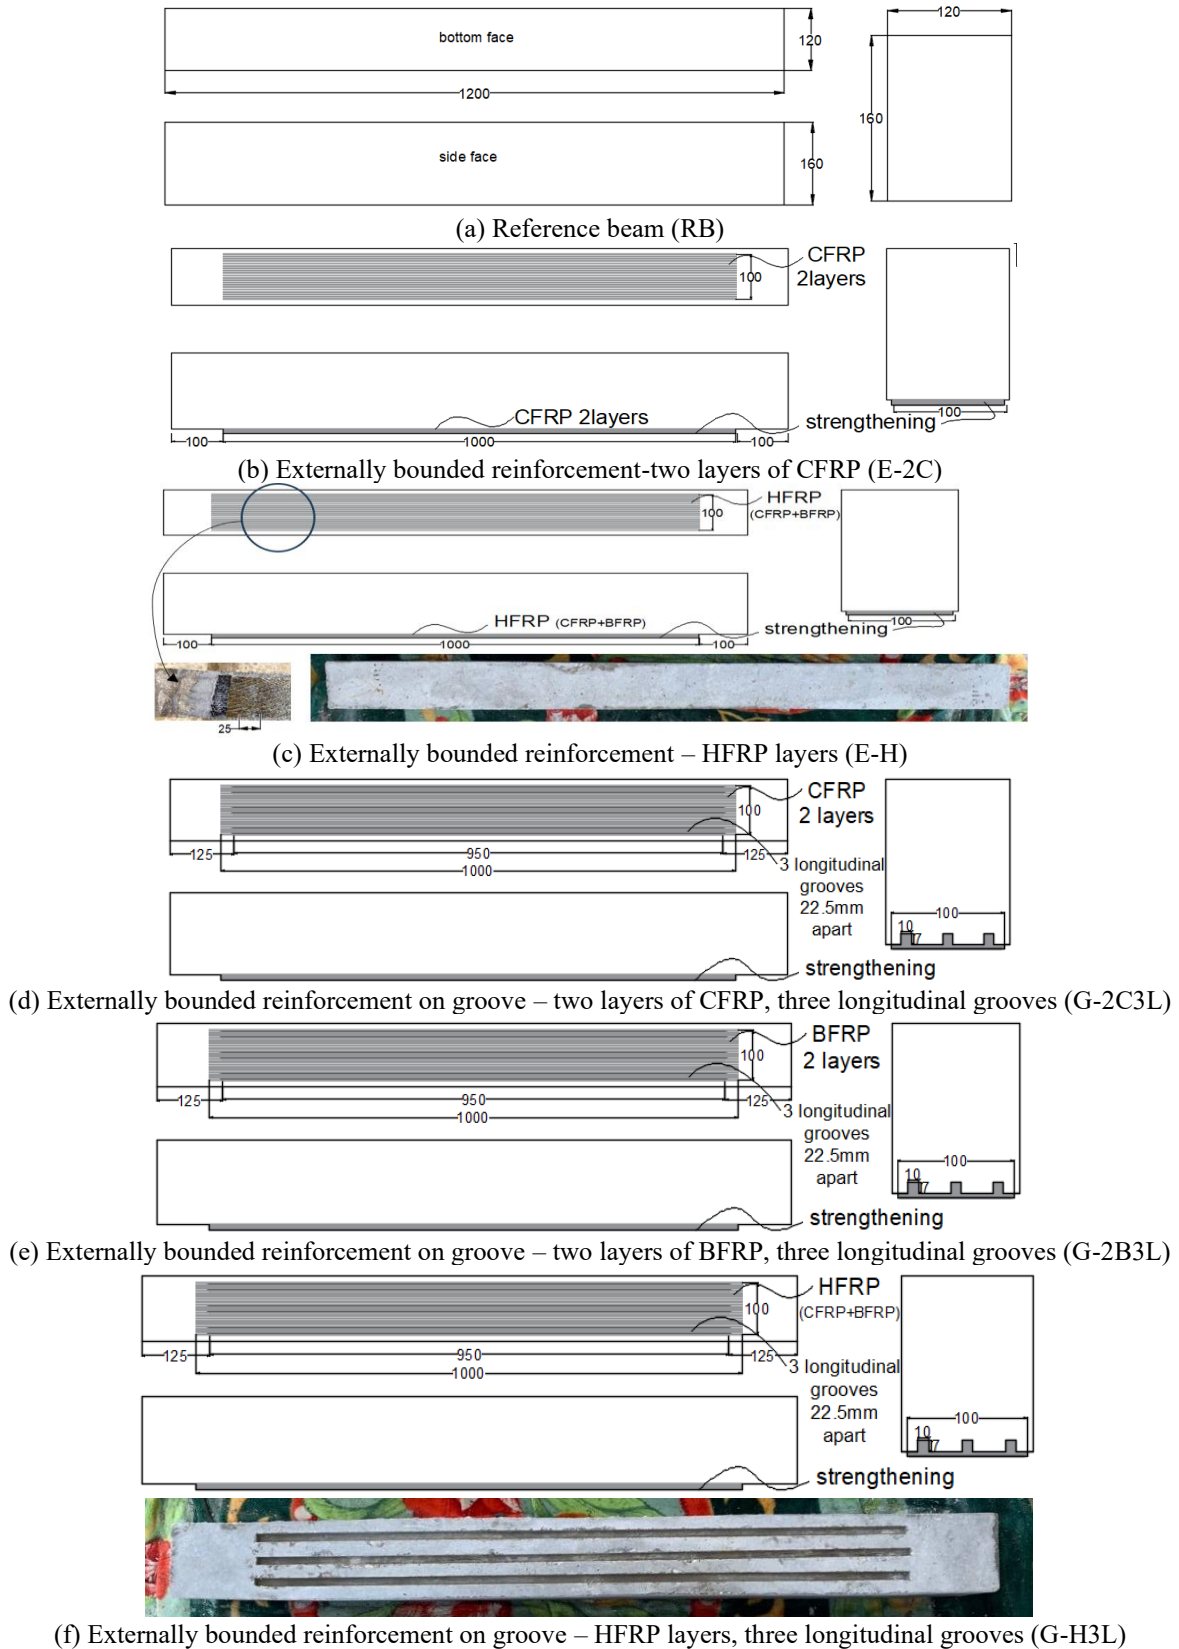 bottom face
120
1200
side face
160
120
160
(a) Reference beam (RB)
CFRP
2layers
100
CFRP 2layers
strengthening
100
100
1000
100
(b) Externally bounded reinforcement-two layers of CFRP (E-2C)
HFRP
(CFRP+BFRP)
100
HFRP (CFRP+BFRP)
strengthening
100
100
1000
100
25
(c) Externally bounded reinforcement – HFRP layers (E-H)
CFRP
2 layers
100
125
950
125
1000
3 longitudinal
grooves
22.5mm
apart
100
10
7
strengthening
(d) Externally bounded reinforcement on groove – two layers of CFRP, three longitudinal grooves (G-2C3L)
BFRP
2 layers
100
125
950
125
1000
3 longitudinal
grooves
22.5mm
apart
100
10
7
strengthening
(e) Externally bounded reinforcement on groove – two layers of BFRP, three longitudinal grooves (G-2B3L)
HFRP
(CFRP+BFRP)
100
125
950
125
1000
3 longitudinal
grooves
22.5mm
apart
100
10
7
strengthening
(f) Externally bounded reinforcement on groove – HFRP layers, three longitudinal grooves (G-H3L)